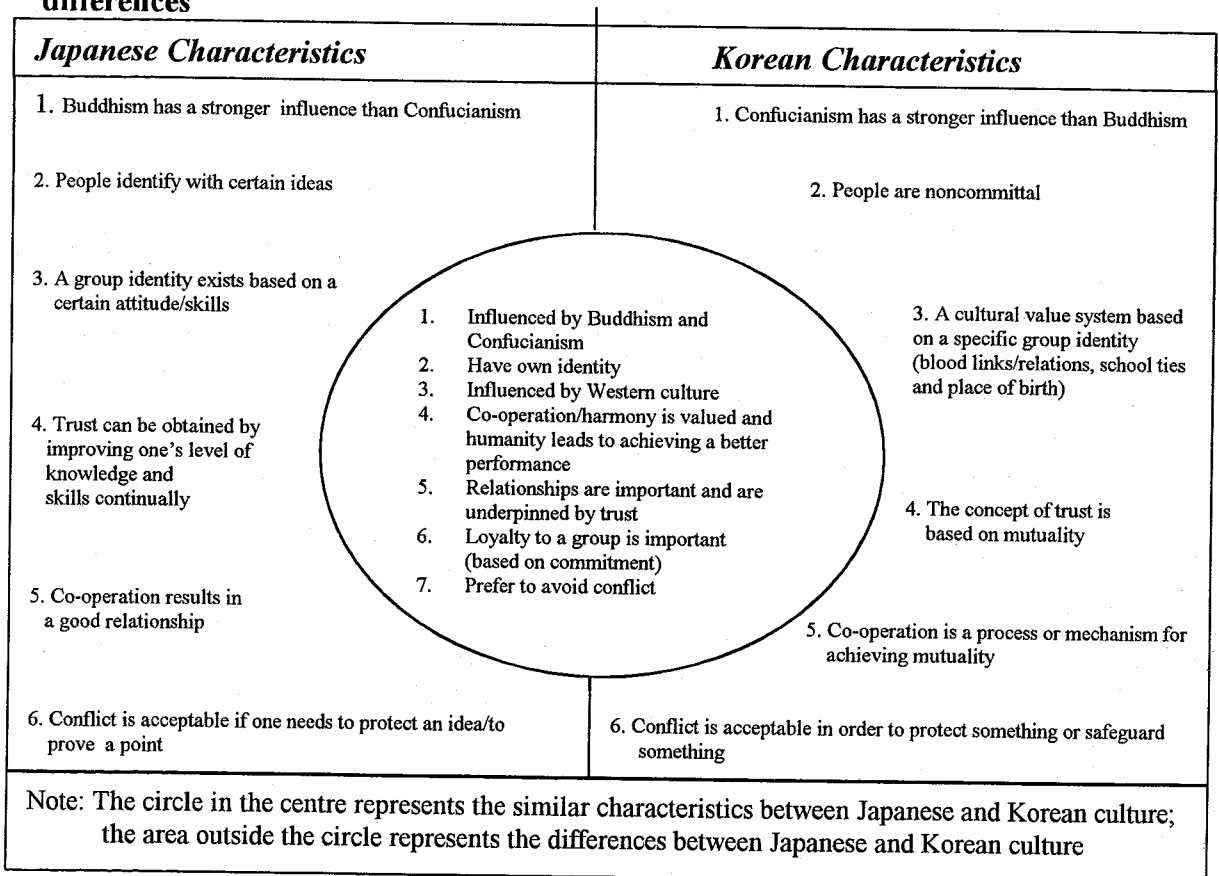 differences
Japanese Characteristics
Korean Characteristics
1. Buddhism has a stronger influence than Confucianism
2. People identify with certain ideas
3. A group identity exists based on a
certain attitude/skills
4. Trust can be obtained by
improving one's level of
knowledge and
skills continually
5. Co-operation results in
a good relationship
6. Conflict is acceptable if one needs to protect an idea/to
prove a point
1. Influenced by Buddhism and
Confucianism
2. Have own identity
3. Influenced by Western culture
4. Co-operation/harmony is valued and
humanity leads to achieving a better
performance
5. Relationships are important and are
underpinned by trust
6. Loyalty to a group is important
(based on commitment)
7. Prefer to avoid conflict
1. Confucianism has a stronger influence than Buddhism
2. People are noncommittal
3. A cultural value system based
on a specific group identity
(blood links/relations, school ties
and place of birth)
4. The concept of trust is
based on mutuality
5. Co-operation is a process or mechanism for
achieving mutuality
6. Conflict is acceptable in order to protect something or safeguard
something
Note: The circle in the centre represents the similar characteristics between Japanese and Korean culture;
the area outside the circle represents the differences between Japanese and Korean culture